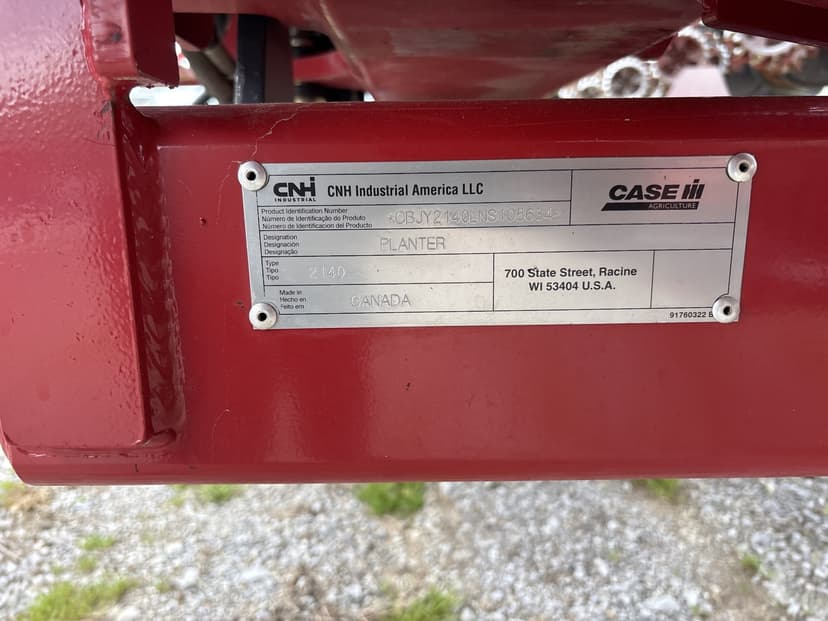 CNH
INDUSTRIAL
CNH Industrial America LLC
CASE IH
AGRICULTURE
Product Identification Number
Número de Identificação do Produto
Número de Identificacion del Producto
Designation
Designación
Designação
PLANTER
Type
Tipo
Tipo
2140
700 State Street, Racine
WI 53404 U.S.A.
Made in
Hecho en
Feito em
CANADA
91760322